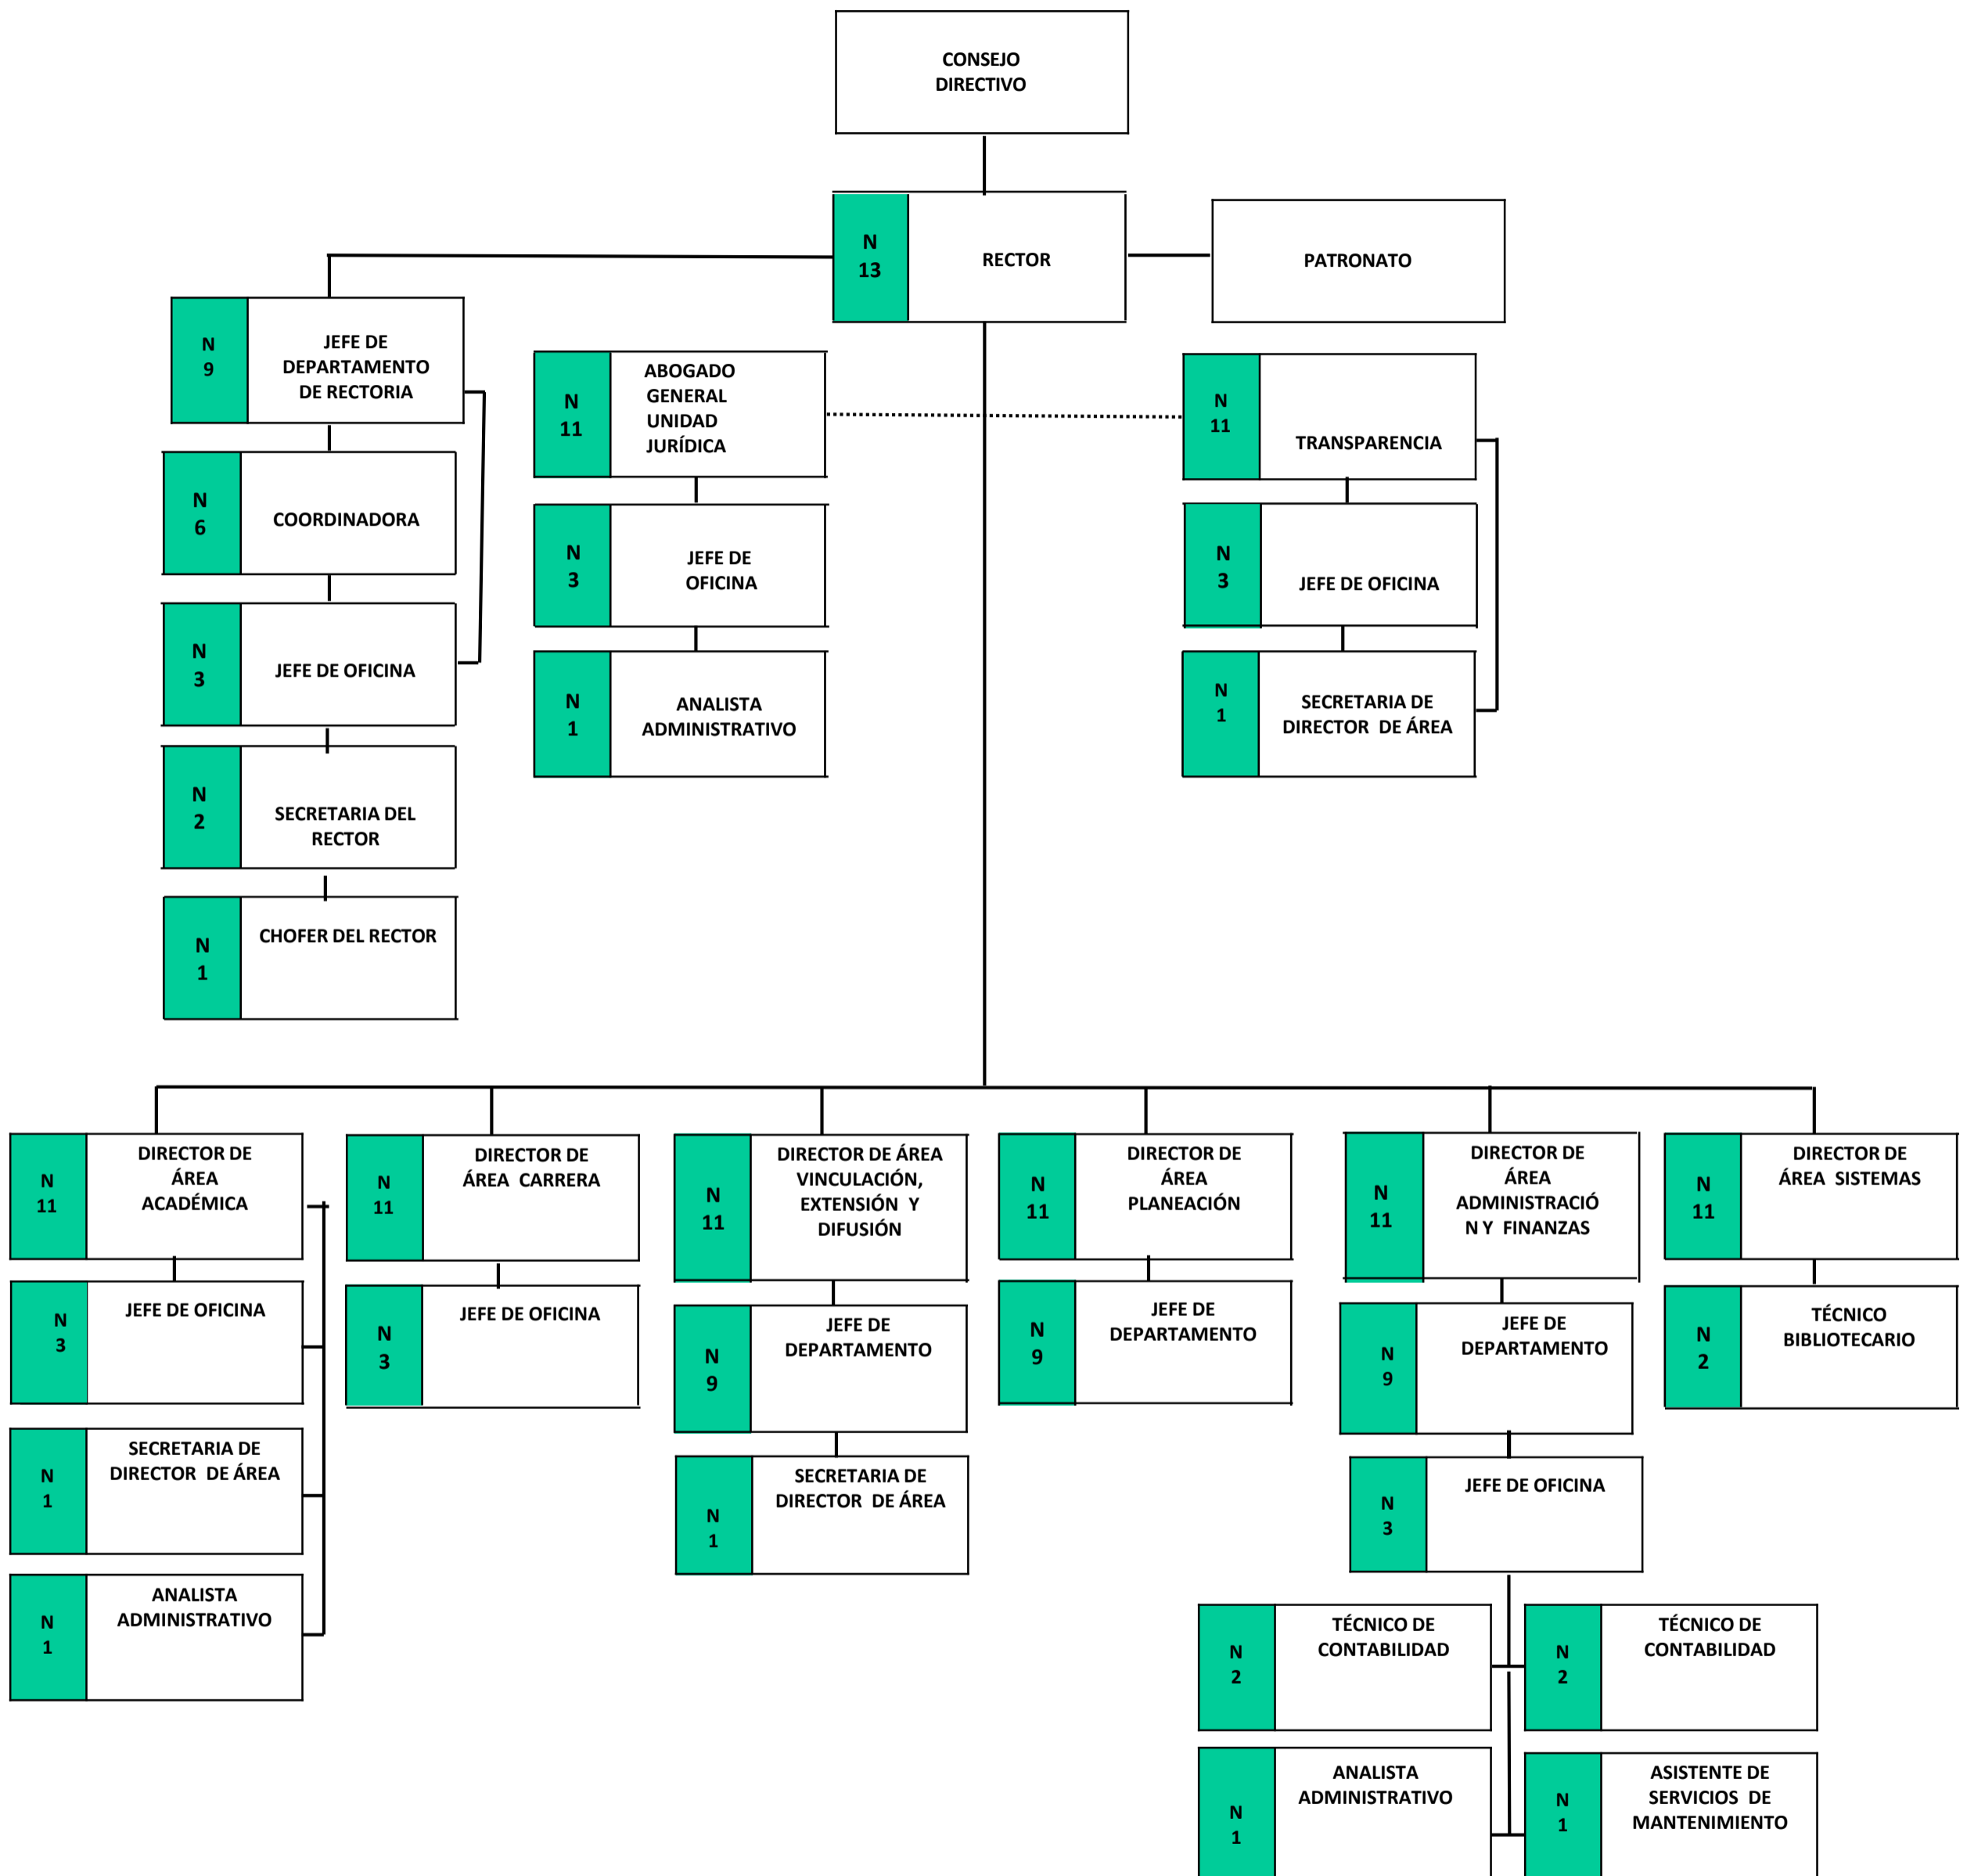 CONSEJO
DIRECTIVO
N
13
RECTOR
PATRONATO
N
9
JEFE DE
DEPARTAMENTO
DE RECTORIA
N
6
COORDINADORA
N
3
JEFE DE OFICINA
N
2
SECRETARIA DEL
RECTOR
N
1
CHOFER DEL RECTOR
N
11
ABOGADO
GENERAL
UNIDAD
JURÍDICA
N
3
JEFE DE
OFICINA
N
1
ANALISTA
ADMINISTRATIVO
N
11
TRANSPARENCIA
N
3
JEFE DE OFICINA
N
1
SECRETARIA DE
DIRECTOR DE ÁREA
N
11
DIRECTOR DE
ÁREA
ACADÉMICA
N
3
JEFE DE OFICINA
N
1
SECRETARIA DE
DIRECTOR DE ÁREA
N
1
ANALISTA
ADMINISTRATIVO
N
11
DIRECTOR DE
ÁREA CARRERA
N
3
JEFE DE OFICINA
N
11
DIRECTOR DE ÁREA
VINCULACIÓN,
EXTENSIÓN Y
DIFUSIÓN
N
9
JEFE DE
DEPARTAMENTO
N
1
SECRETARIA DE
DIRECTOR DE ÁREA
N
11
DIRECTOR DE
ÁREA
PLANEACIÓN
N
9
JEFE DE
DEPARTAMENTO
N
11
DIRECTOR DE
ÁREA
ADMINISTRACIÓ
N Y FINANZAS
N
9
JEFE DE
DEPARTAMENTO
N
3
JEFE DE OFICINA
N
2
TÉCNICO DE
CONTABILIDAD
N
2
TÉCNICO DE
CONTABILIDAD
N
1
ANALISTA
ADMINISTRATIVO
N
1
ASISTENTE DE
SERVICIOS DE
MANTENIMIENTO
N
11
DIRECTOR DE
ÁREA SISTEMAS
N
2
TÉCNICO
BIBLIOTECARIO